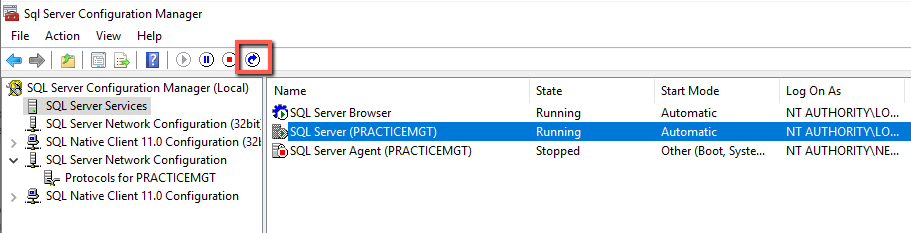 Sql Server Configuration Manager
File Action View Help
SQL Server Configuration Manager (Local)
SQL Server Services
SQL Server Network Configuration (32bit)
SQL Native Client 11.0 Configuration (32b
SQL Server Network Configuration
Protocols for PRACTICEMGT
SQL Native Client 11.0 Configuration
Name State Start Mode Log On As
SQL Server Browser Running Automatic NT AUTHORITY\LO...
SQL Server (PRACTICEMGT) Running Automatic NT AUTHORITY\LO...
SQL Server Agent (PRACTICEMGT) Stopped Other (Boot, Syste... NT AUTHORITY\NE...